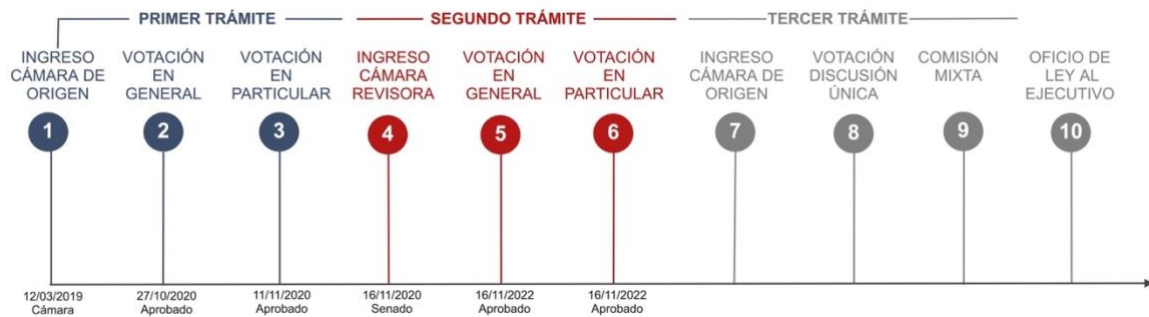 PRIMER TRÁMITE
SEGUNDO TRÁMITE
TERCER TRÁMITE
INGRESO
CÁMARA DE
ORIGEN
VOTACIÓN
EN
GENERAL
VOTACIÓN
EN
PARTICULAR
INGRESO
CÁMARA
REVISORA
VOTACIÓN
EN
GENERAL
VOTACIÓN
EN
PARTICULAR
INGRESO
CÁMARA DE
ORIGEN
VOTACIÓN
DISCUSIÓN
ÚNICA
COMISIÓN
MIXTA
OFICIO DE
LEY AL
EJECUTIVO
1
2
3
4
5
6
7
8
9
10
12/03/2019
Cámara
27/10/2020
Aprobado
11/11/2020
Aprobado
16/11/2020
Senado
16/11/2022
Aprobado
16/11/2022
Aprobado